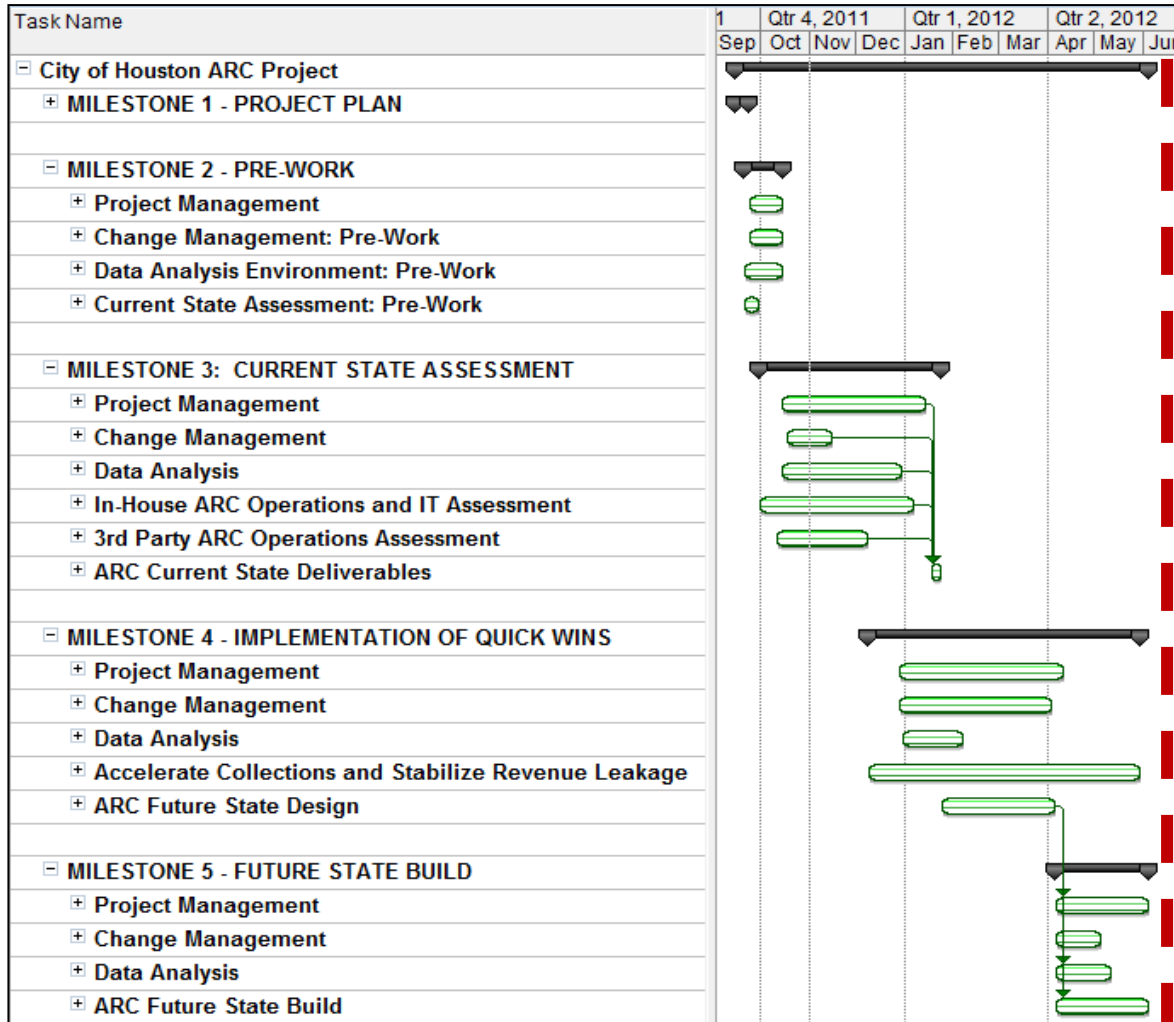 Task Name
1 Qtr 4, 2011 Qtr 1, 2012 Qtr 2, 2012
Sep Oct Nov Dec Jan Feb Mar Apr May Jun
City of Houston ARC Project
MILESTONE 1 - PROJECT PLAN
MILESTONE 2 - PRE-WORK
Project Management
Change Management: Pre-Work
Data Analysis Environment: Pre-Work
Current State Assessment: Pre-Work
MILESTONE 3: CURRENT STATE ASSESSMENT
Project Management
Change Management
Data Analysis
In-House ARC Operations and IT Assessment
3rd Party ARC Operations Assessment
ARC Current State Deliverables
MILESTONE 4 - IMPLEMENTATION OF QUICK WINS
Project Management
Change Management
Data Analysis
Accelerate Collections and Stabilize Revenue Leakage
ARC Future State Design
MILESTONE 5 - FUTURE STATE BUILD
Project Management
Change Management
Data Analysis
ARC Future State Build